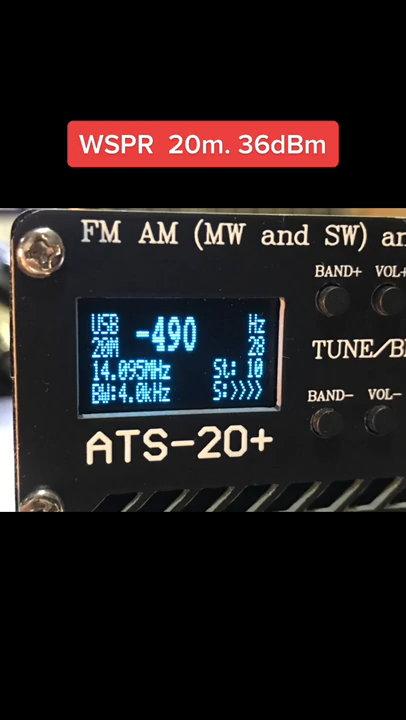 WSPR 20m. 36dBm
FM AM (MW and SW) an
BAND+ VOL+
USB -490 Hz
20M 28
14.095MHz St: 10
BW:4.0kHz S:》》》》
TUNE/B
BAND- VOL-
ATS-20+